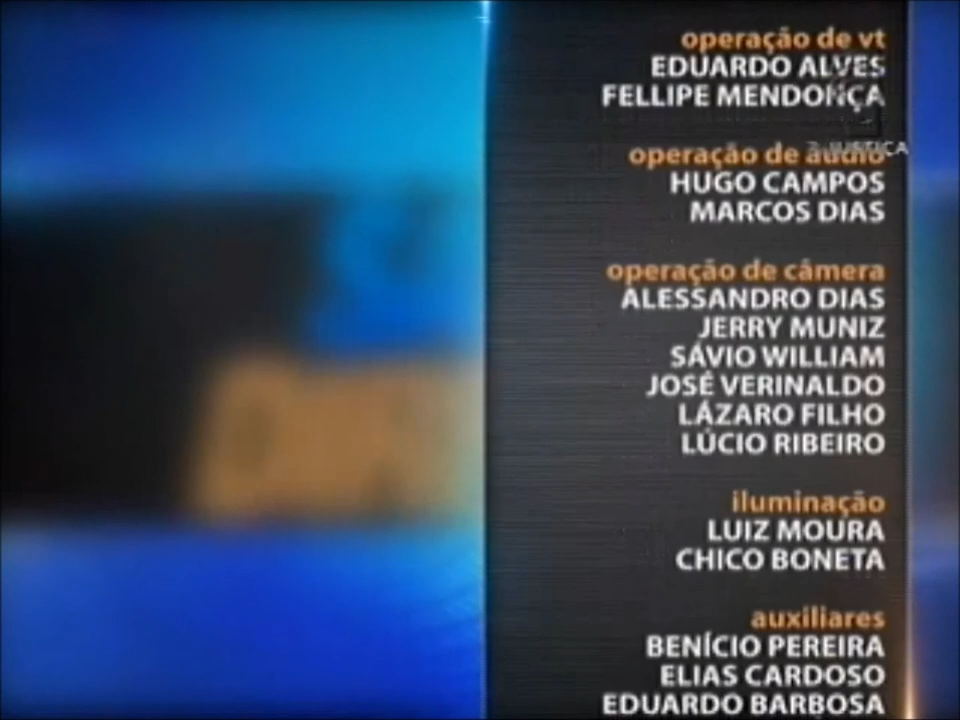 operação de vt
EDUARDO ALVES
FELLIPE MENDONÇA
operação de áudio
HUGO CAMPOS
MARCOS DIAS
operação de câmera
ALESSANDRO DIAS
JERRY MUNIZ
SÁVIO WILLIAM
JOSÉ VERINALDO
LÁZARO FILHO
LÚCIO RIBEIRO
iluminação
LUIZ MOURA
CHICO BONETA
auxiliares
BENÍCIO PEREIRA
ELIAS CARDOSO
EDUARDO BARBOSA